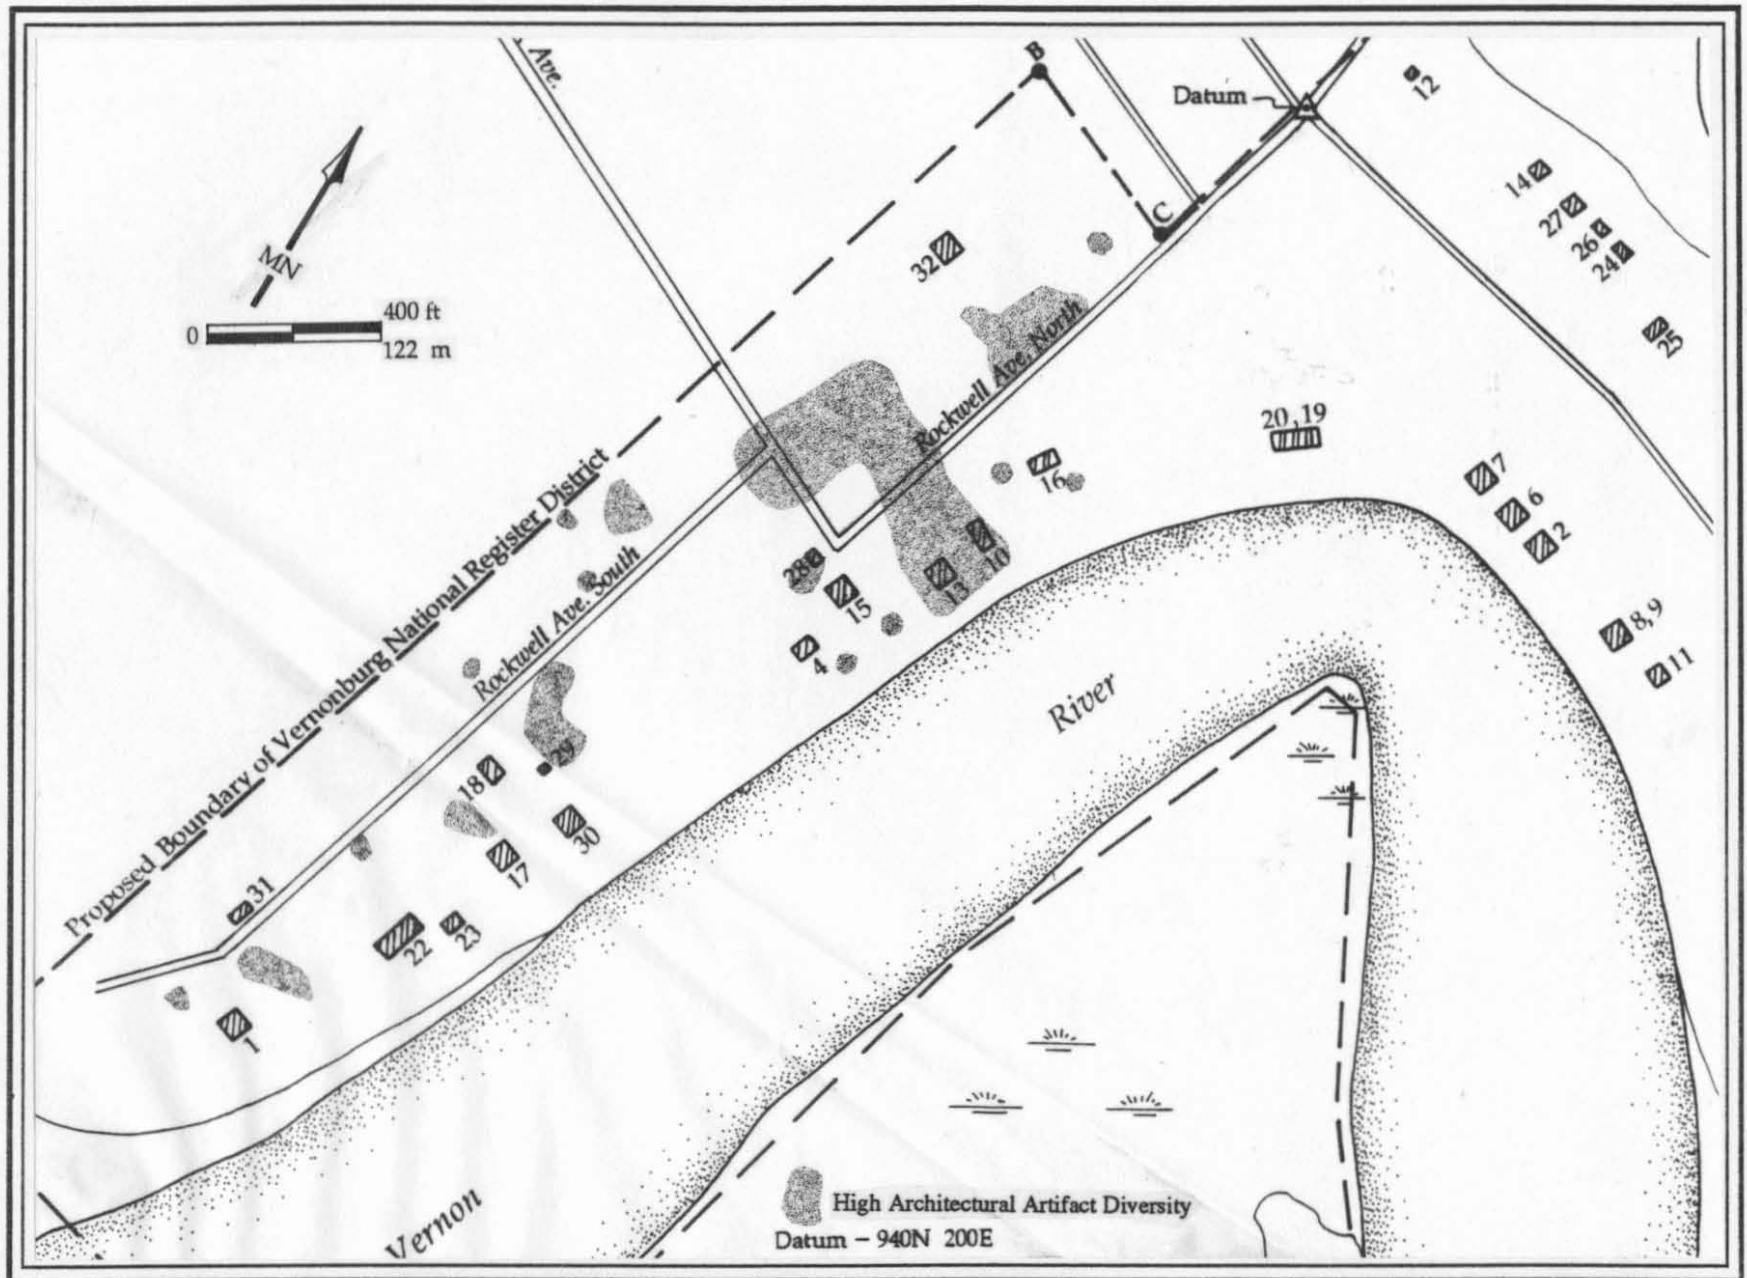 Ave.
B
Datum
12
C
14
27
26
24
25
32
MN
0
400 ft
122 m
Rockwell Ave. North
20,19
16
7
6
2
8,9
11
10
13
28
15
4
Proposed Boundary of Vernonburg National Register District
Rockwell Ave. South
29
18
30
17
31
22
23
1
River
Vernon
High Architectural Artifact Diversity
Datum – 940N 200E